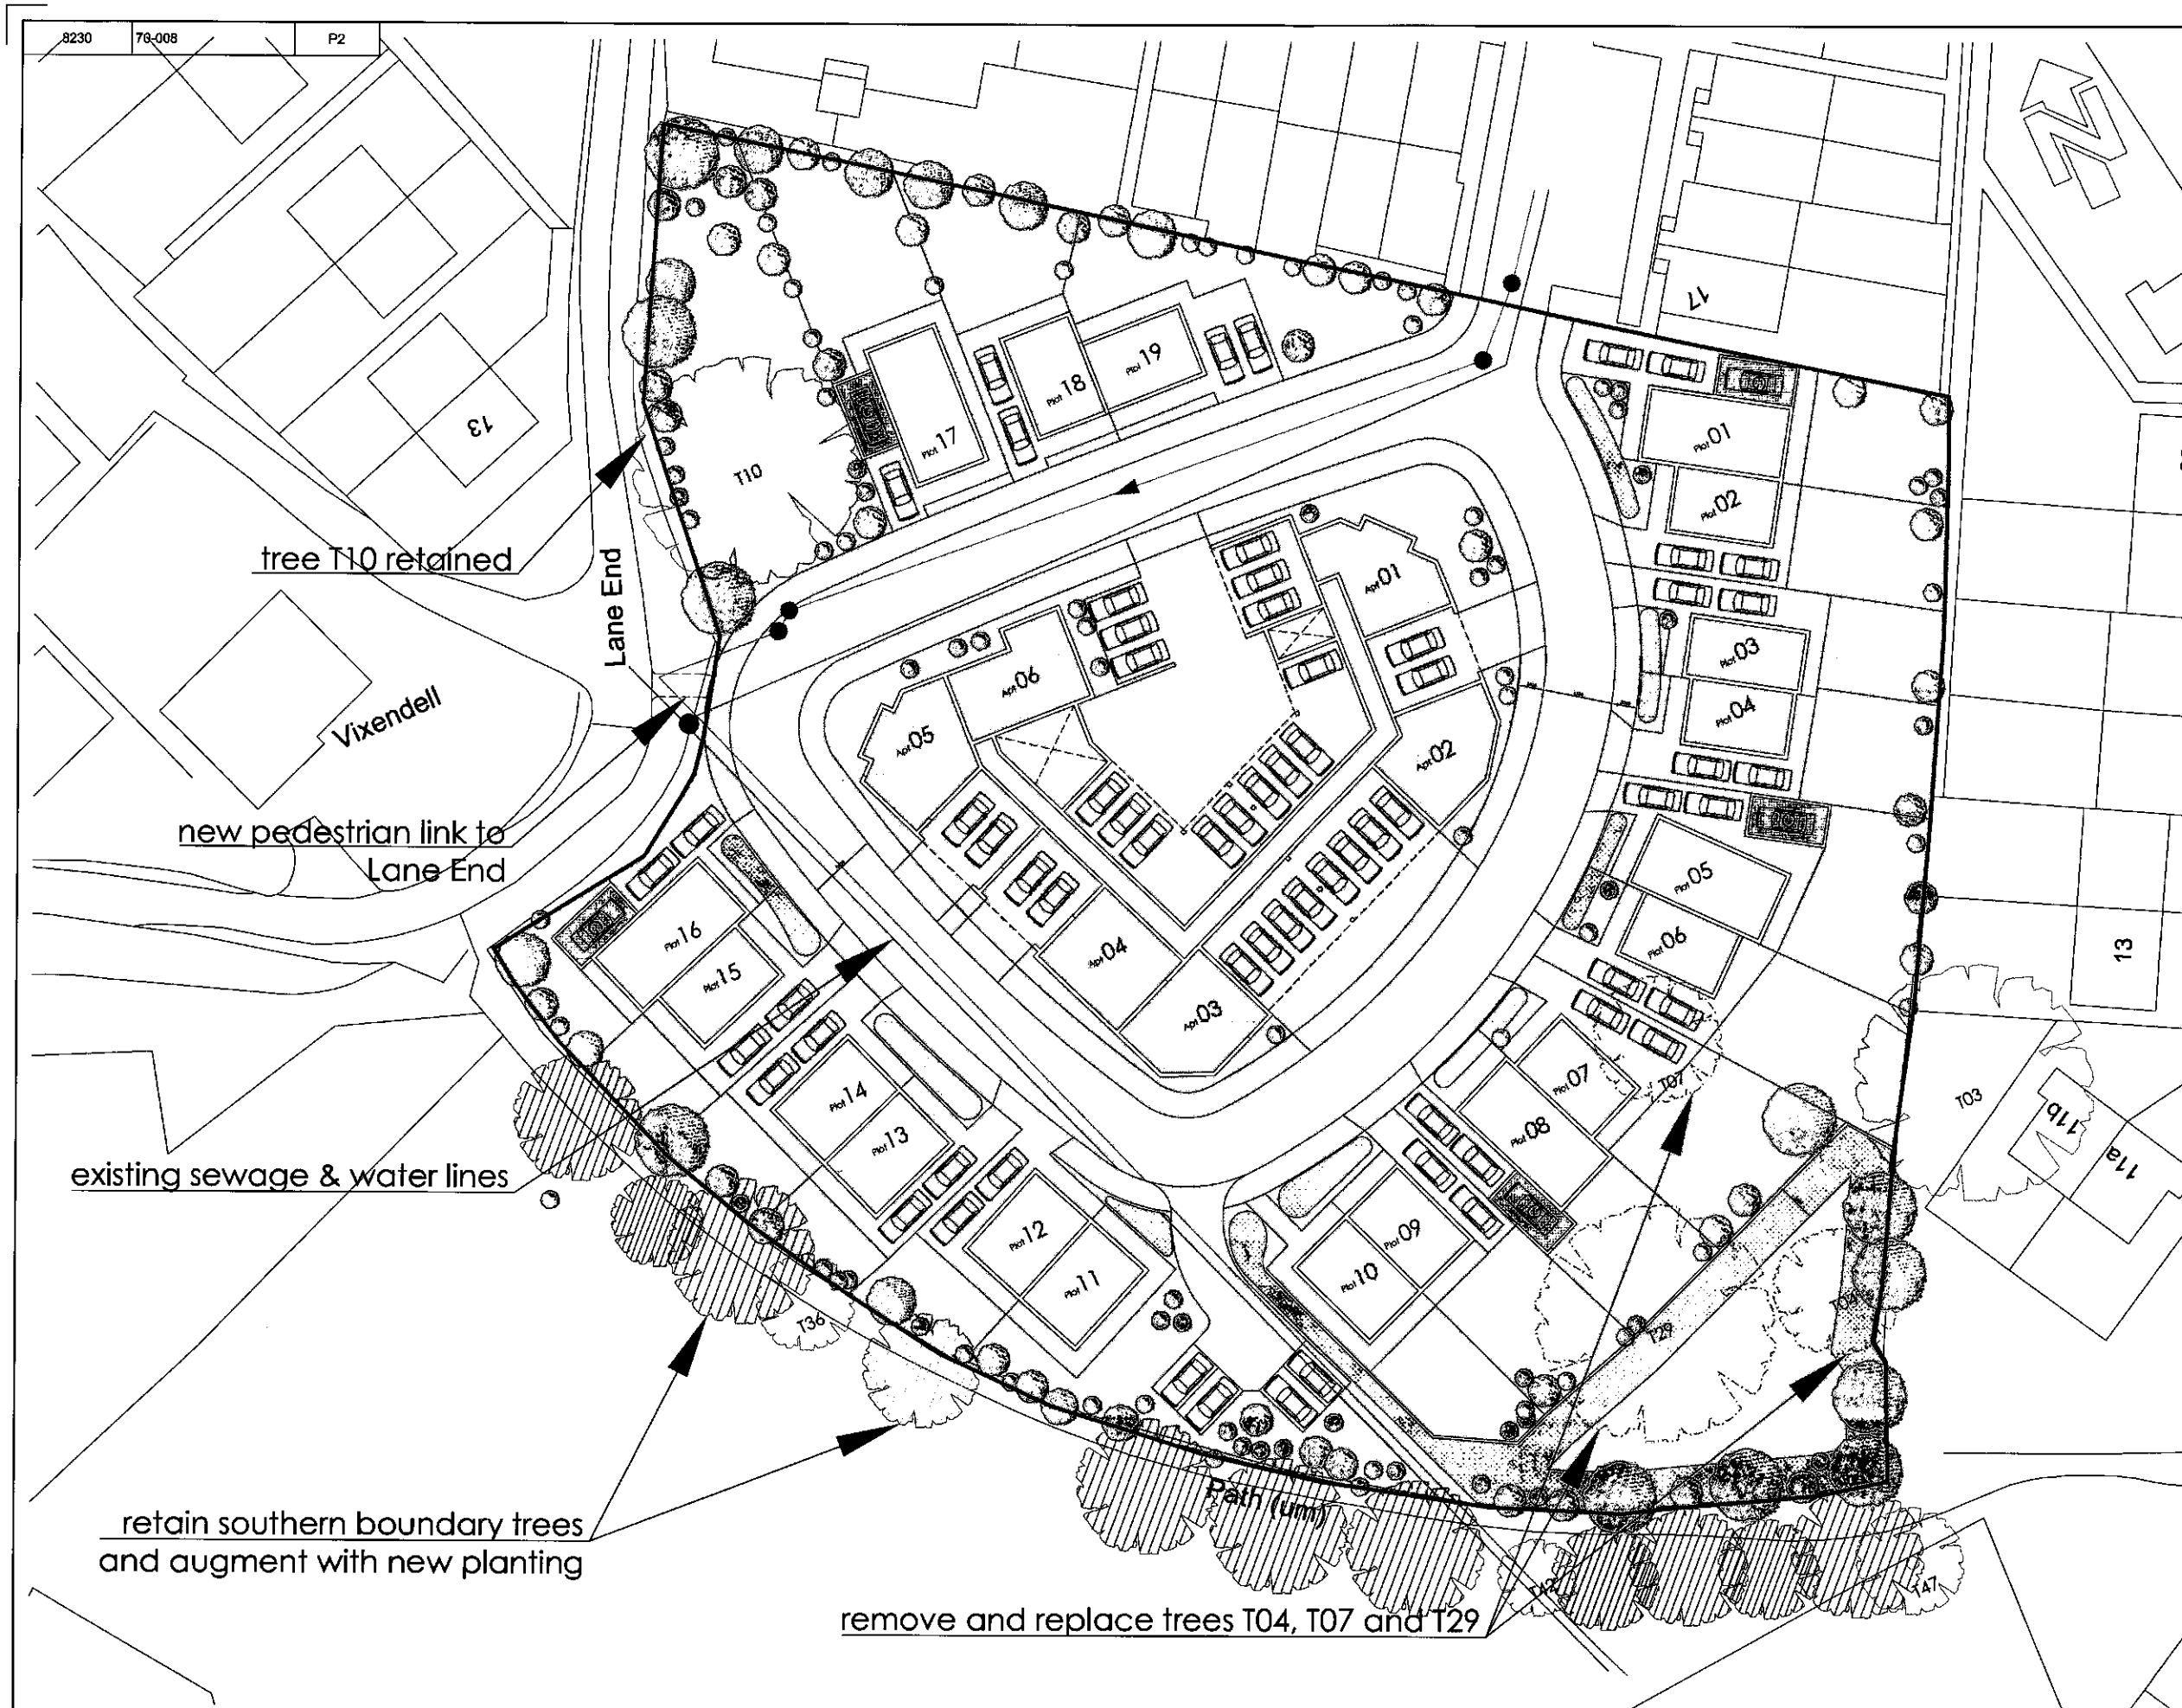 8230 70-008 P2
N
17
13
Plot 19
Plot 18
Plot 17
Plot 01
Plot 02
T10
tree T10 retained
Lane End
Apt 01
Apt 06
Plot 03
Plot 04
Vixendell
Apt 05
Apt 02
new pedestrian link to
Lane End
Plot 05
Plot 06
Plot 16
Plot 15
Apt 04
Apt 03
13
Plot 07
T07
Plot 08
T03
11b
11a
Plot 14
Plot 13
existing sewage & water lines
Plot 12
Plot 11
Plot 09
Plot 10
T04
T36
T29
retain southern boundary trees
and augment with new planting
Path (um)
T42
T47
remove and replace trees T04, T07 and T29